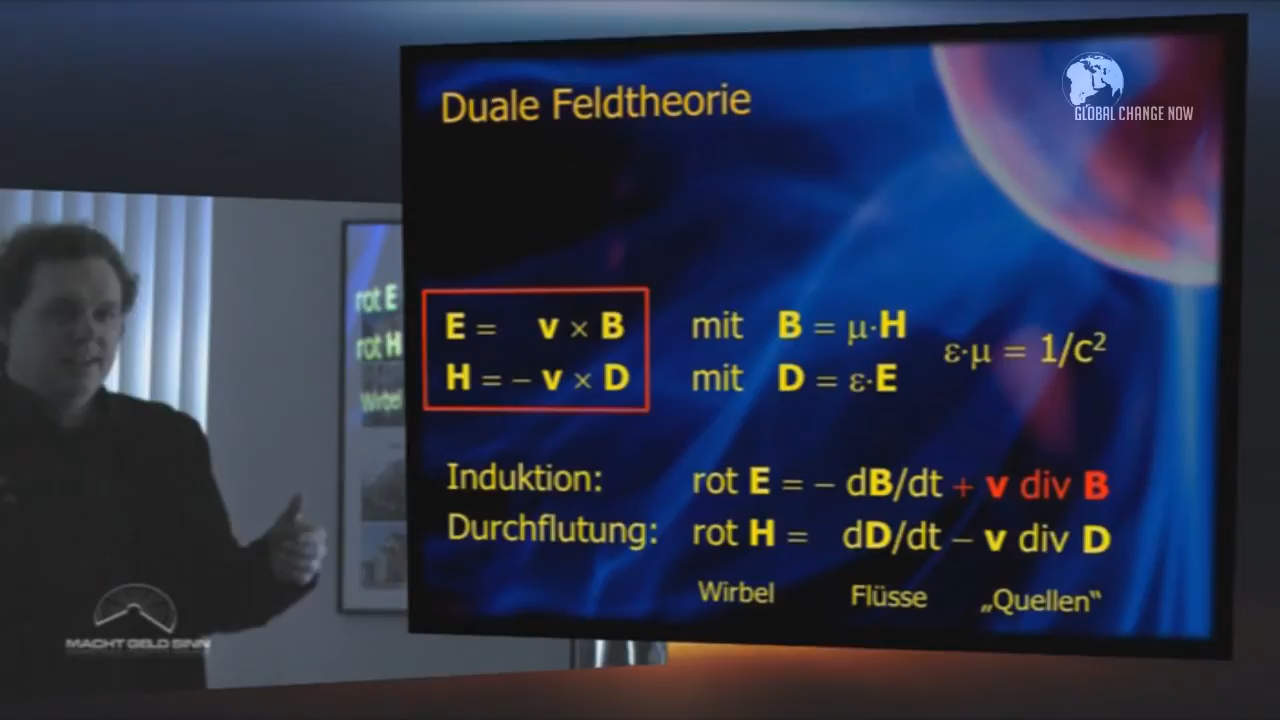 Duale Feldtheorie
GLOBAL CHANGE NOW
E = v × B mit B = μ·H
H = – v × D mit D = ε·E
ε·μ = 1/c²
Induktion: rot E = – dB/dt + v div B
Durchflutung: rot H = dD/dt – v div D
Wirbel Flüsse „Quellen“
rot E
rot H
Wirbel
MACHT GELD SINN